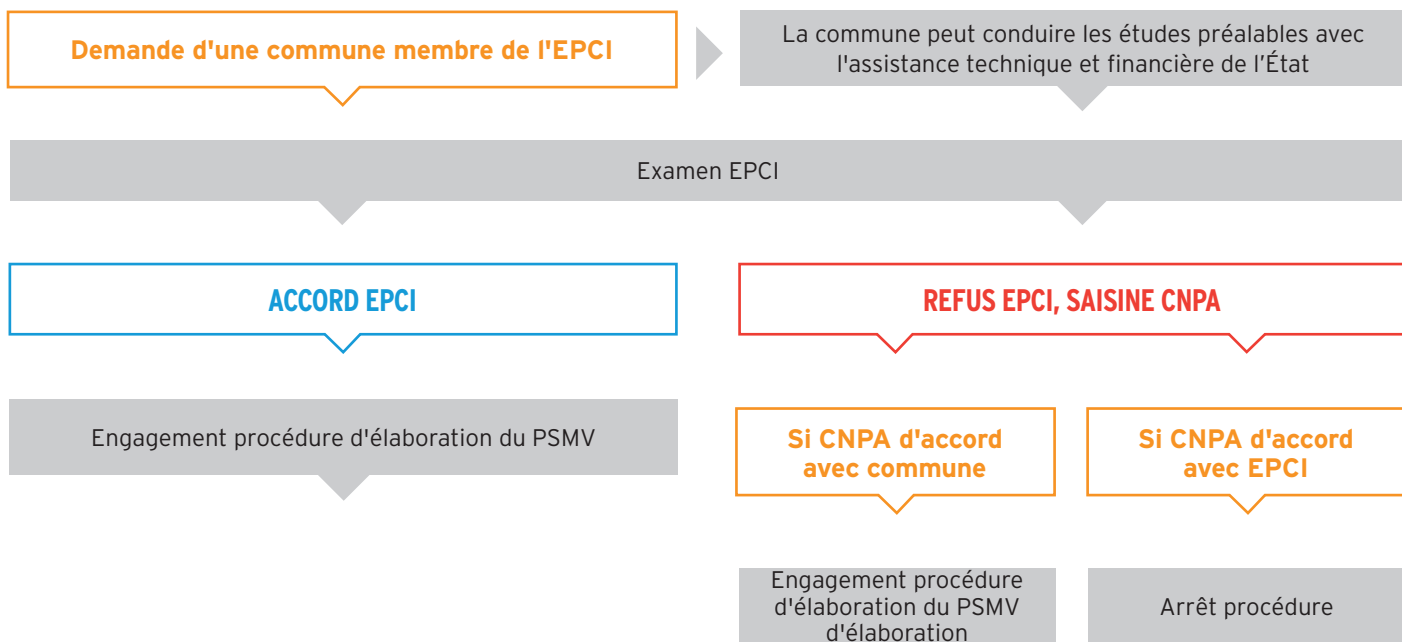 Demande d'une commune membre de l'EPCI
La commune peut conduire les études préalables avec
l'assistance technique et financière de l’État
Examen EPCI
ACCORD EPCI
REFUS EPCI, SAISINE CNPA
Engagement procédure d'élaboration du PSMV
Si CNPA d'accord
avec commune
Si CNPA d'accord
avec EPCI
Engagement procédure
d'élaboration du PSMV
d'élaboration
Arrêt procédure